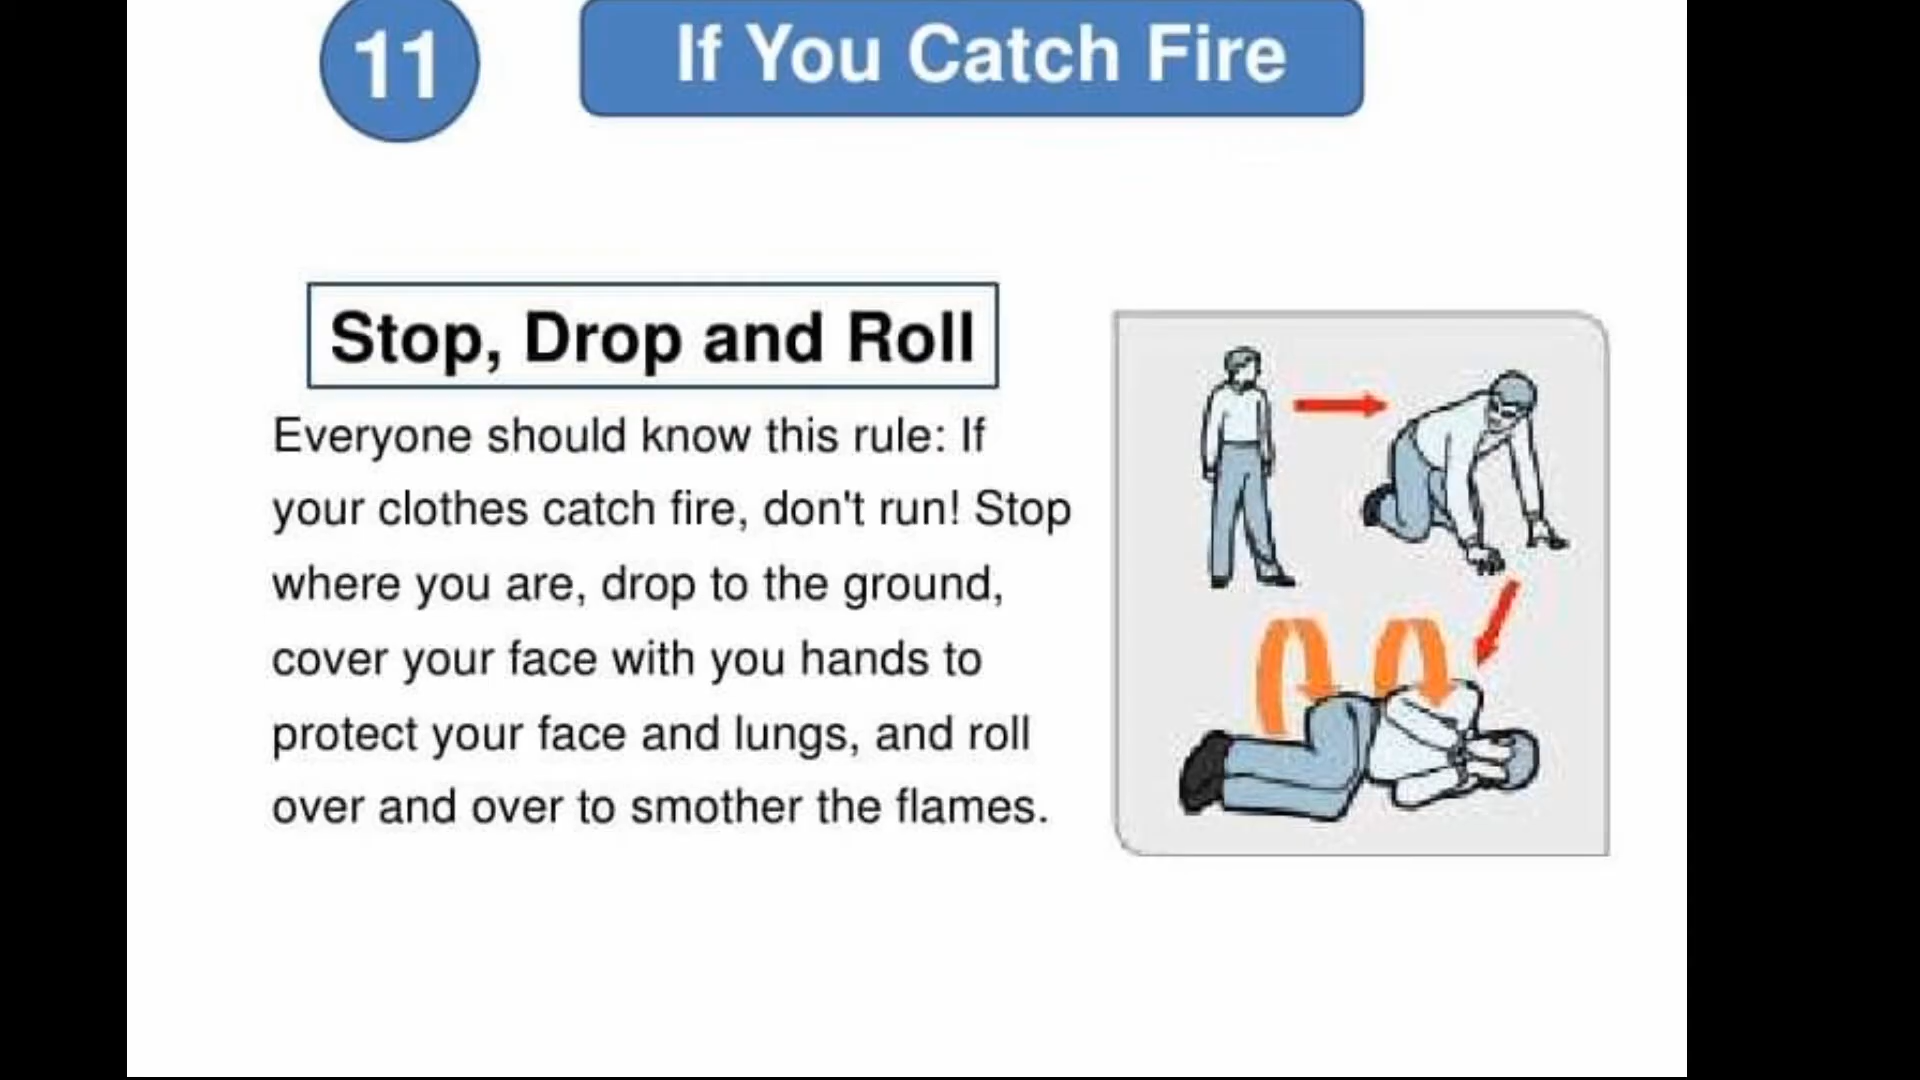 11
If You Catch Fire
Stop, Drop and Roll
Everyone should know this rule: If
your clothes catch fire, don't run! Stop
where you are, drop to the ground,
cover your face with you hands to
protect your face and lungs, and roll
over and over to smother the flames.